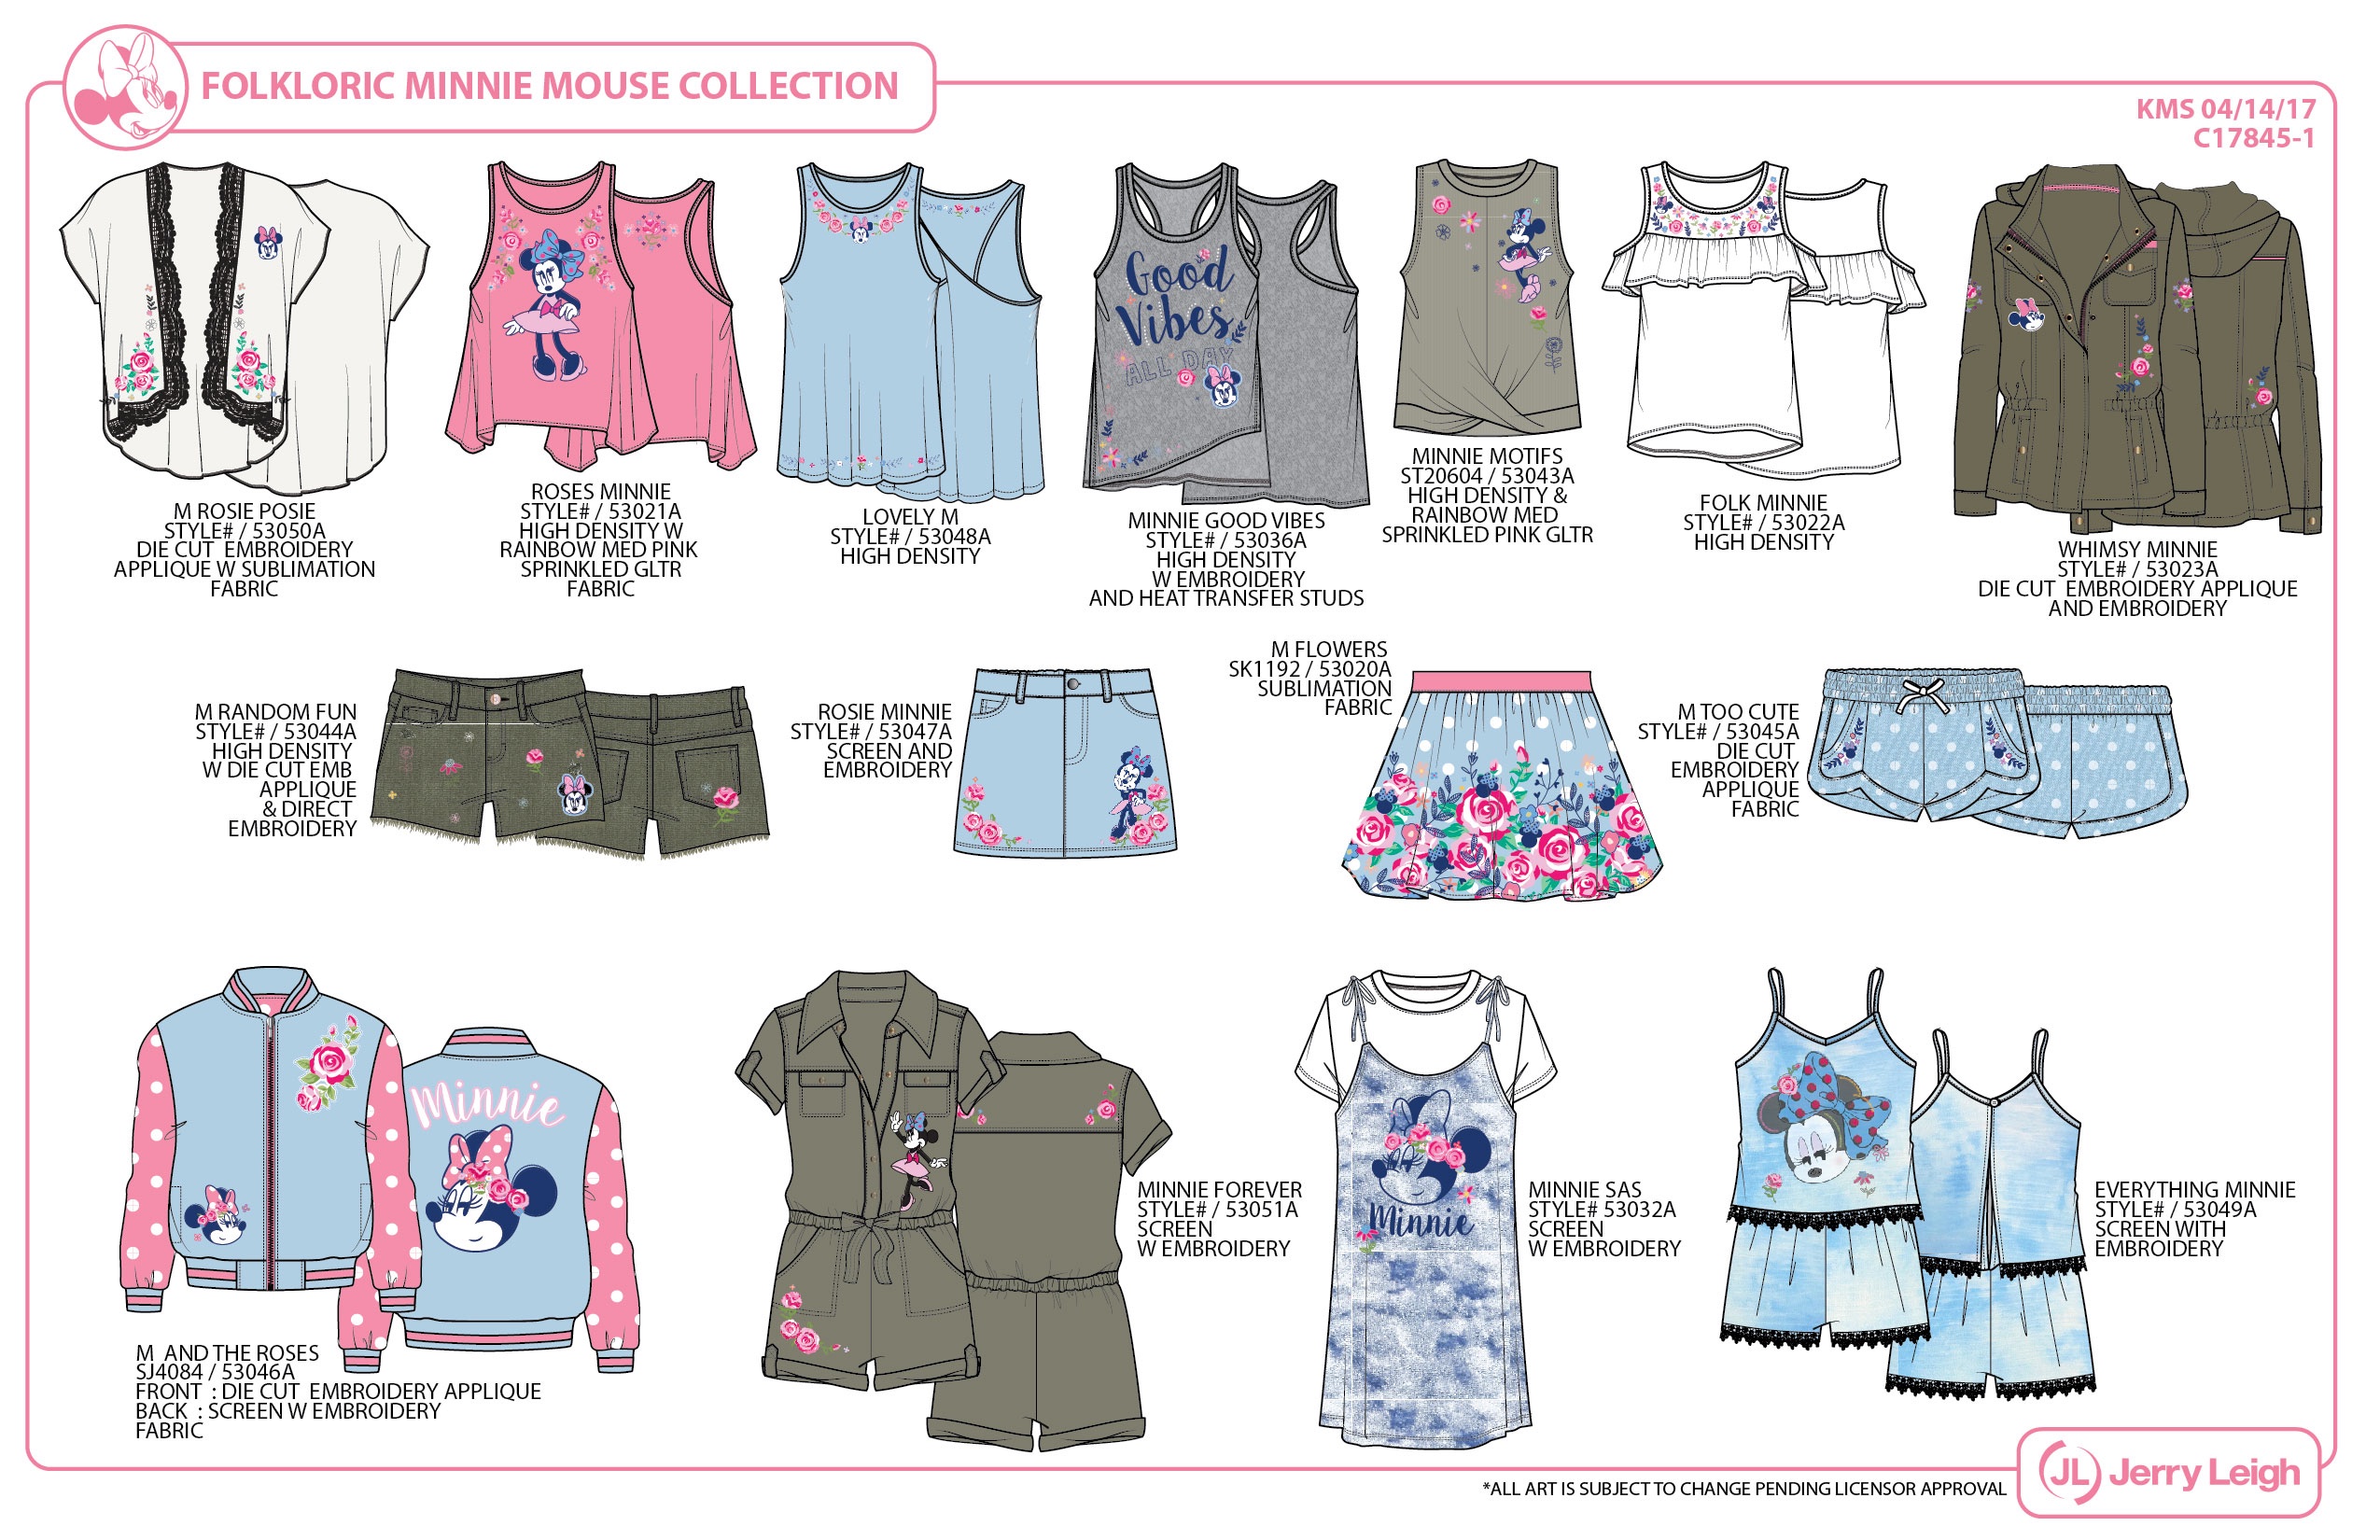 FOLKLORIC MINNIE MOUSE COLLECTION
KMS 04/14/17
C17845-1
Good
Vibes
ALL DAY
M ROSIE POSIE
STYLE# / 53050A
DIE CUT EMBROIDERY
APPLIQUE W SUBLIMATION
FABRIC
ROSES MINNIE
STYLE# / 53021A
HIGH DENSITY W
RAINBOW MED PINK
SPRINKLED GLTR
FABRIC
LOVELY M
STYLE# / 53048A
HIGH DENSITY
MINNIE GOOD VIBES
STYLE# / 53036A
HIGH DENSITY
W EMBROIDERY
AND HEAT TRANSFER STUDS
MINNIE MOTIFS
ST20604 / 53043A
HIGH DENSITY &
RAINBOW MED
SPRINKLED PINK GLTR
FOLK MINNIE
STYLE# / 53022A
HIGH DENSITY
WHIMSY MINNIE
STYLE# / 53023A
DIE CUT EMBROIDERY APPLIQUE
AND EMBROIDERY
M RANDOM FUN
STYLE# / 53044A
HIGH DENSITY
W DIE CUT EMB
APPLIQUE
& DIRECT
EMBROIDERY
ROSIE MINNIE
STYLE# / 53047A
SCREEN AND
EMBROIDERY
M FLOWERS
SK1192 / 53020A
SUBLIMATION
FABRIC
M TOO CUTE
STYLE# / 53045A
DIE CUT
EMBROIDERY
APPLIQUE
FABRIC
Minnie
M AND THE ROSES
SJ4084 / 53046A
FRONT : DIE CUT EMBROIDERY APPLIQUE
BACK : SCREEN W EMBROIDERY
FABRIC
MINNIE FOREVER
STYLE# / 53051A
SCREEN
W EMBROIDERY
Minnie
MINNIE SAS
STYLE# 53032A
SCREEN
W EMBROIDERY
EVERYTHING MINNIE
STYLE# / 53049A
SCREEN WITH
EMBROIDERY
*ALL ART IS SUBJECT TO CHANGE PENDING LICENSOR APPROVAL
JL Jerry Leigh